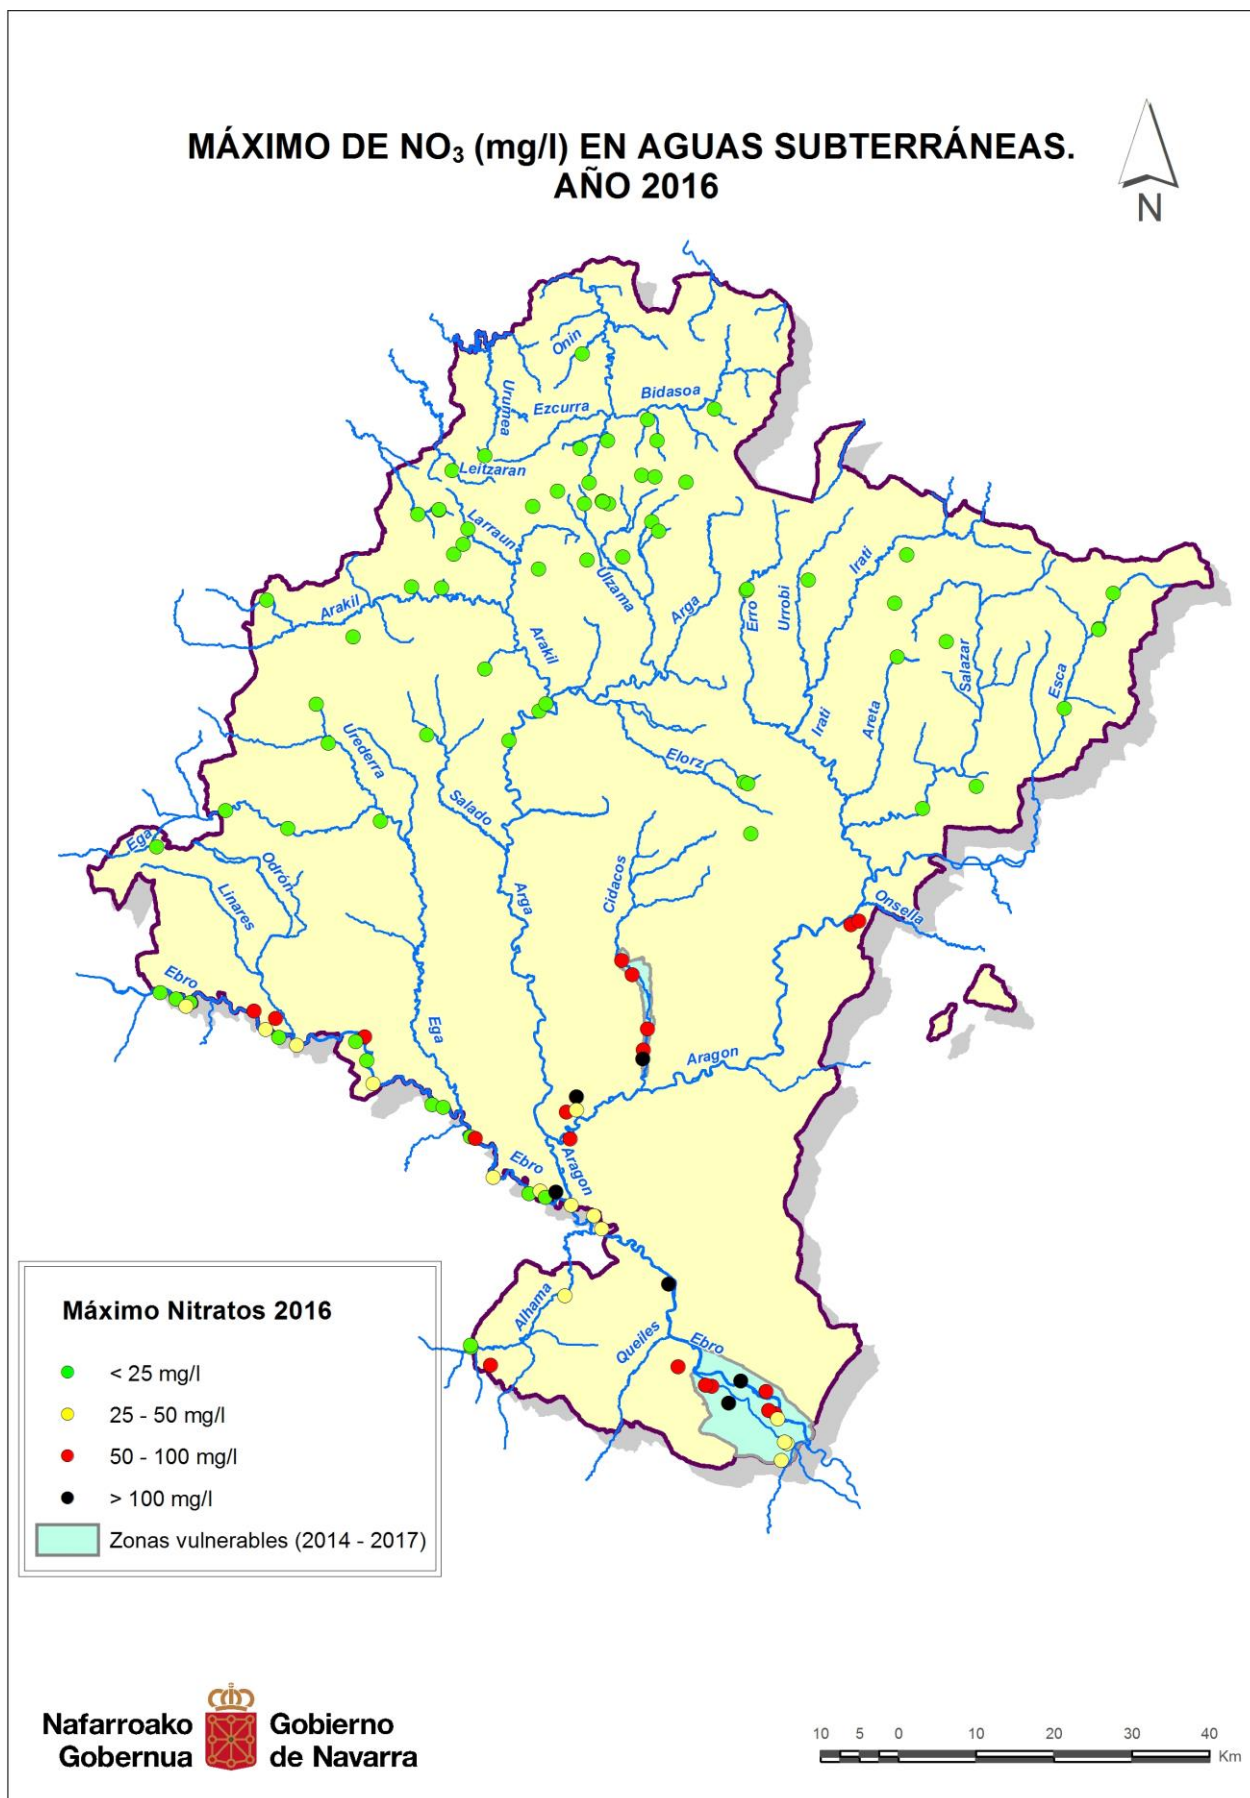 MÁXIMO DE NO₃ (mg/l) EN AGUAS SUBTERRÁNEAS.
AÑO 2016
N
Onin
Bidasoa
Urumea
Ezcurra
Leitzaran
Larraun
Ulzama
Arakil
Arga
Erro
Urrobi
Irati
Arakil
Salazar
Esca
Areta
Irati
Urederra
Elorz
Salado
Ega
Odrón
Linares
Arga
Cidacos
Onsella
Ebro
Ega
Aragon
Ebro
Aragon
Alhama
Queiles
Ebro
Máximo Nitratos 2016
< 25 mg/l
25 - 50 mg/l
50 - 100 mg/l
> 100 mg/l
Zonas vulnerables (2014 - 2017)
Nafarroako
Gobernua
Gobierno
de Navarra
10 5 0 10 20 30 40
Km